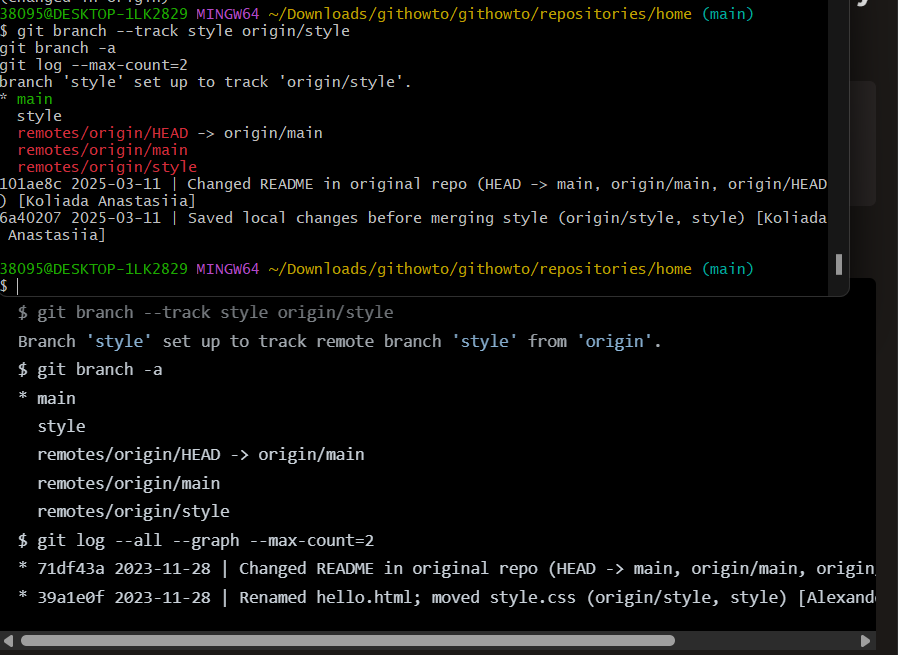 38095@DESKTOP-1LK2829 MINGW64 ~/Downloads/githowto/githowto/repositories/home (main)
$ git branch --track style origin/style
git branch -a
git log --max-count=2
branch 'style' set up to track 'origin/style'.
* main
  style
  remotes/origin/HEAD -> origin/main
  remotes/origin/main
  remotes/origin/style
101ae8c 2025-03-11 | Changed README in original repo (HEAD -> main, origin/main, origin/HEAD
) [Koliada Anastasiia]
6a40207 2025-03-11 | Saved local changes before merging style (origin/style, style) [Koliada
 Anastasiia]
38095@DESKTOP-1LK2829 MINGW64 ~/Downloads/githowto/githowto/repositories/home (main)
$
$ git branch --track style origin/style
Branch 'style' set up to track remote branch 'style' from 'origin'.
$ git branch -a
* main
  style
  remotes/origin/HEAD -> origin/main
  remotes/origin/main
  remotes/origin/style
$ git log --all --graph --max-count=2
* 71df43a 2023-11-28 | Changed README in original repo (HEAD -> main, origin/main, origin
* 39a1e0f 2023-11-28 | Renamed hello.html; moved style.css (origin/style, style) [Alexand